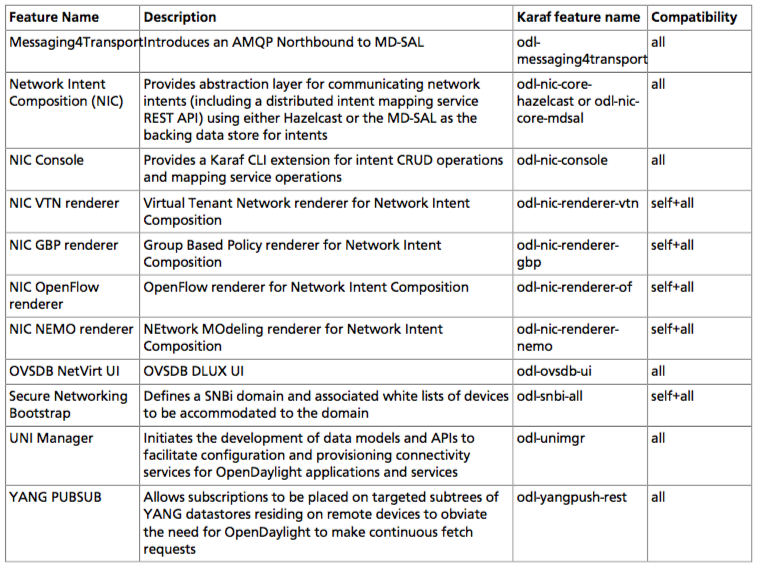 Feature Name Description Karaf feature name Compatibility
Messaging4Transport Introduces an AMQP Northbound to MD-SAL odl- all
messaging4transport
Network Intent Provides abstraction layer for communicating network odl-nic-core- all
Composition (NIC) intents (including a distributed intent mapping service hazelcast or odl-nic-
REST API) using either Hazelcast or the MD-SAL as the core-mdsal
backing data store for intents
NIC Console Provides a Karaf CLI extension for intent CRUD operations odl-nic-console all
and mapping service operations
NIC VTN renderer Virtual Tenant Network renderer for Network Intent odl-nic-renderer-vtn self+all
Composition
NIC GBP renderer Group Based Policy renderer for Network Intent odl-nic-renderer- self+all
Composition gbp
NIC OpenFlow OpenFlow renderer for Network Intent Composition odl-nic-renderer-of self+all
renderer
NIC NEMO renderer NEtwork MOdeling renderer for Network Intent odl-nic-renderer- self+all
Composition nemo
OVSDB NetVirt UI OVSDB DLUX UI odl-ovsdb-ui all
Secure Networking Defines a SNBi domain and associated white lists of devices odl-snbi-all self+all
Bootstrap to be accommodated to the domain
UNI Manager Initiates the development of data models and APIs to odl-unimgr all
facilitate configuration and provisioning connectivity
services for OpenDaylight applications and services
YANG PUBSUB Allows subscriptions to be placed on targeted subtrees of odl-yangpush-rest all
YANG datastores residing on remote devices to obviate
the need for OpenDaylight to make continuous fetch
requests